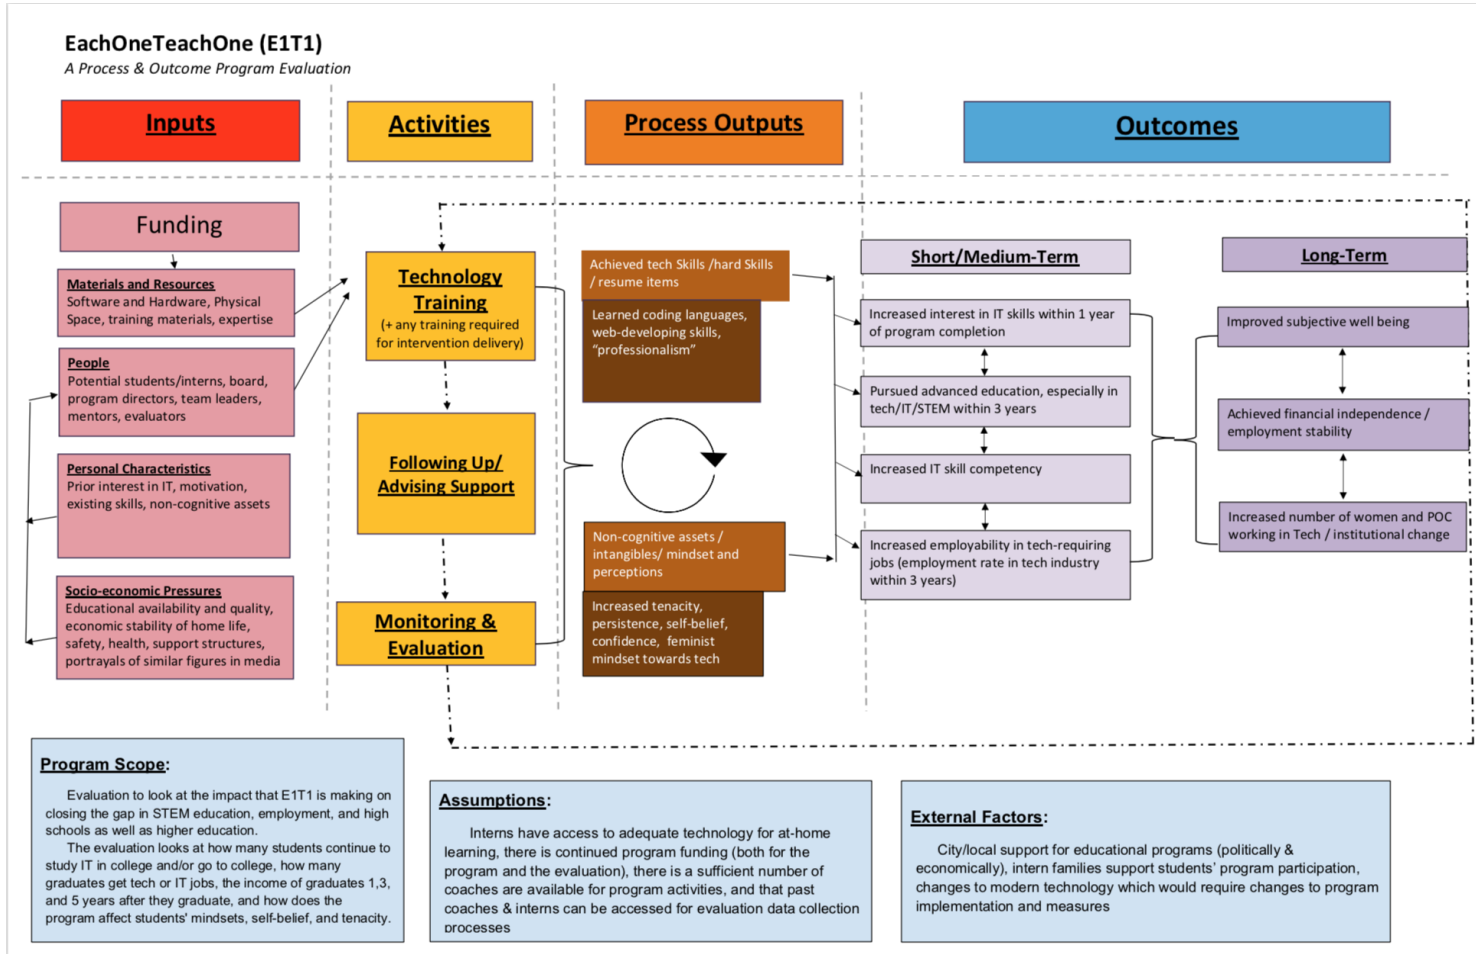 EachOneTeachOne (E1T1)
A Process & Outcome Program Evaluation
Inputs
Activities
Process Outputs
Outcomes
Funding
Materials and Resources
Software and Hardware, Physical
Space, training materials, expertise
People
Potential students/interns, board,
program directors, team leaders,
mentors, evaluators
Personal Characteristics
Prior interest in IT, motivation,
existing skills, non-cognitive assets
Socio-economic Pressures
Educational availability and quality,
economic stability of home life,
safety, health, support structures,
portrayals of similar figures in media
Technology
Training
(+ any training required
for intervention delivery)
Following Up/
Advising Support
Monitoring &
Evaluation
Achieved tech Skills /hard Skills
/ resume items
Learned coding languages,
web-developing skills,
“professionalism”
Non-cognitive assets /
intangibles/ mindset and
perceptions
Increased tenacity,
persistence, self-belief,
confidence, feminist
mindset towards tech
Short/Medium-Term
Increased interest in IT skills within 1 year
of program completion
Pursued advanced education, especially in
tech/IT/STEM within 3 years
Increased IT skill competency
Increased employability in tech-requiring
jobs (employment rate in tech industry
within 3 years)
Long-Term
Improved subjective well being
Achieved financial independence /
employment stability
Increased number of women and POC
working in Tech / institutional change
Program Scope:
Evaluation to look at the impact that E1T1 is making on
closing the gap in STEM education, employment, and high
schools as well as higher education.
The evaluation looks at how many students continue to
study IT in college and/or go to college, how many
graduates get tech or IT jobs, the income of graduates 1,3,
and 5 years after they graduate, and how does the
program affect students' mindsets, self-belief, and tenacity.
Assumptions:
Interns have access to adequate technology for at-home
learning, there is continued program funding (both for the
program and the evaluation), there is a sufficient number of
coaches are available for program activities, and that past
coaches & interns can be accessed for evaluation data collection
processes
External Factors:
City/local support for educational programs (politically &
economically), intern families support students' program participation,
changes to modern technology which would require changes to program
implementation and measures